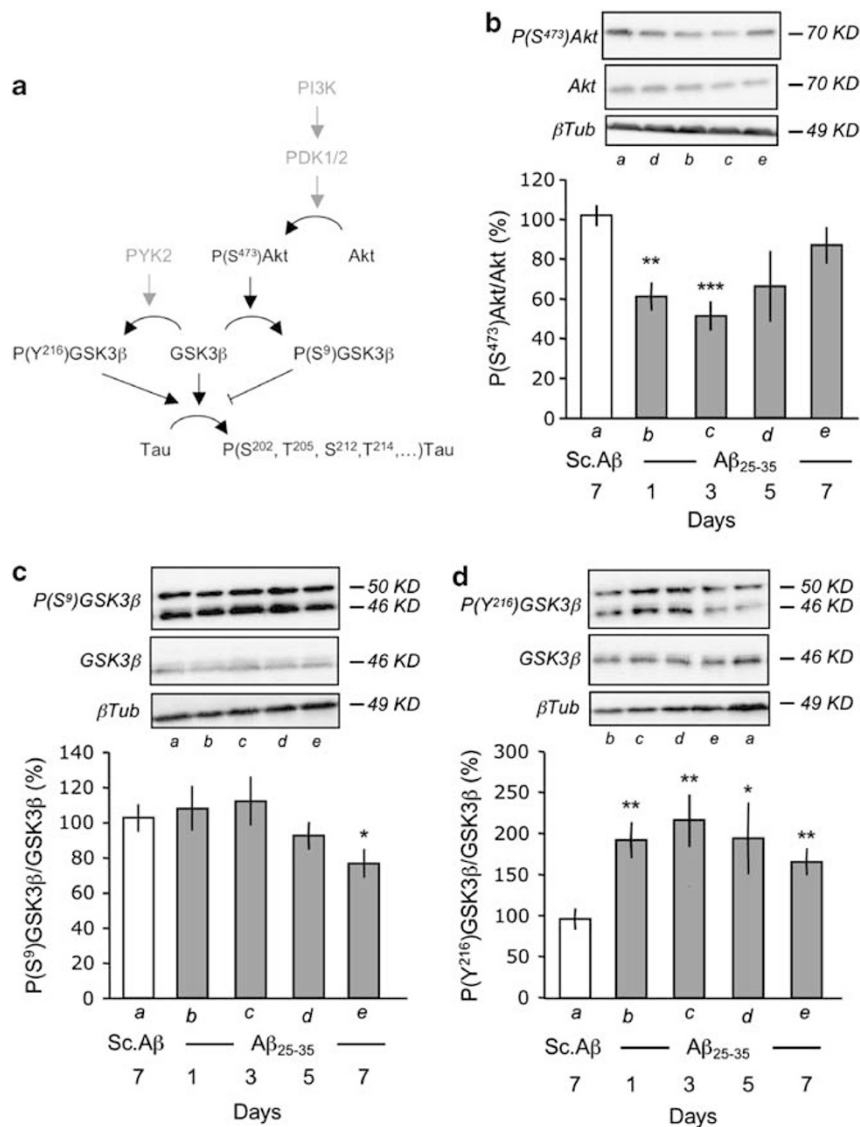 a
PI3K
PDK1/2
PYK2
P(S⁴⁷³)Akt
Akt
P(Y²¹⁶)GSK3β
GSK3β
P(S⁹)GSK3β
Tau
P(S²⁰², T²⁰⁵, S²¹²,T²¹⁴,...)Tau
b
P(S⁴⁷³)Akt
70 KD
Akt
70 KD
βTub
49 KD
a d b c e
P(S⁴⁷³)Akt/Akt (%)
120
100
80
60
40
20
0
**
***
a b c d e
Sc.Aβ Aβ₂₅₋₃₅
7 1 3 5 7
Days
c
P(S⁹)GSK3β
50 KD
46 KD
GSK3β
46 KD
βTub
49 KD
a b c d e
P(S⁹)GSK3β/GSK3β (%)
140
120
100
80
60
40
20
0
*
a b c d e
Sc.Aβ Aβ₂₅₋₃₅
7 1 3 5 7
Days
d
P(Y²¹⁶)GSK3β
50 KD
46 KD
GSK3β
46 KD
βTub
49 KD
b c d e a
P(Y²¹⁶)GSK3β/GSK3β (%)
300
250
200
150
100
50
0
** ** * **
a b c d e
Sc.Aβ Aβ₂₅₋₃₅
7 1 3 5 7
Days